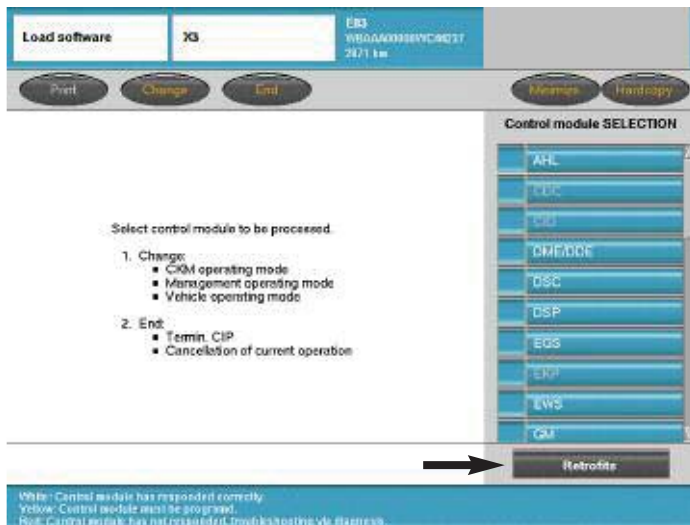 Load software
X3
E83
2871 km
Print
Change
End
Minimize
Hardcopy
Control module SELECTION
AHL
CDC
CID
DME/DDE
DSC
DSP
EGS
EKP
EWS
GM
Select control module to be processed.
1. Change:
▪ CKM operating mode
▪ Management operating mode
▪ Vehicle operating mode
2. End:
▪ Termin. CIP
▪ Cancellation of current operation
Retrofits
White: Control module has responded correctly.
Yellow: Control module must be programd.
Red: Control module has not responded. Troubleshooting via diagnosis.